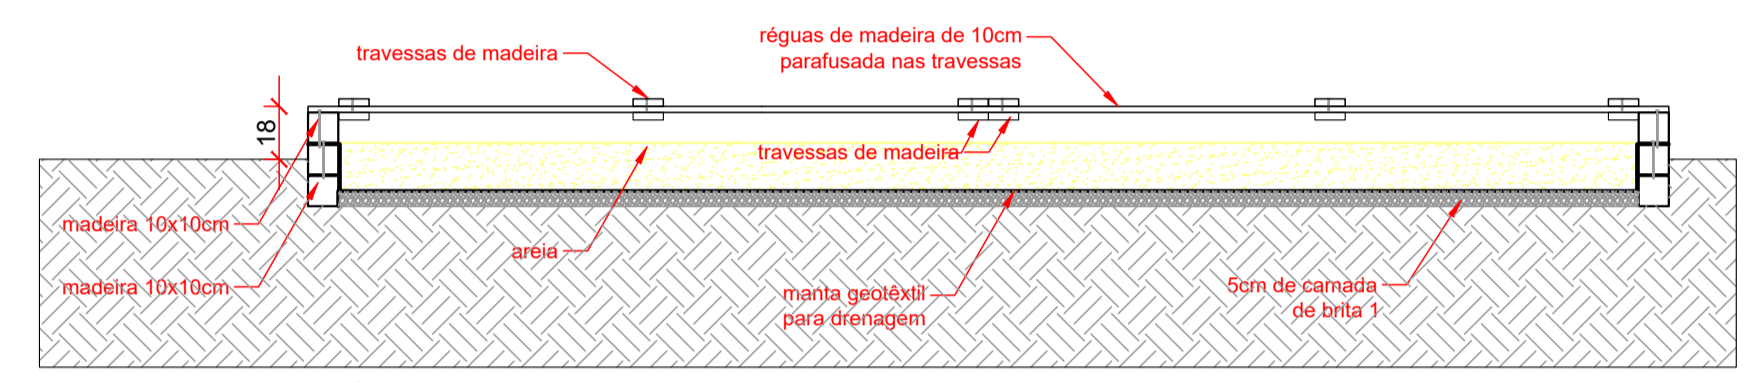 réguas de madeira de 10cm
parafusada nas travessas
travessas de madeira
18
travessas de madeira
madeira 10x10cm
areia
madeira 10x10cm
manta geotêxtil
para drenagem
5cm de camada
de brita 1